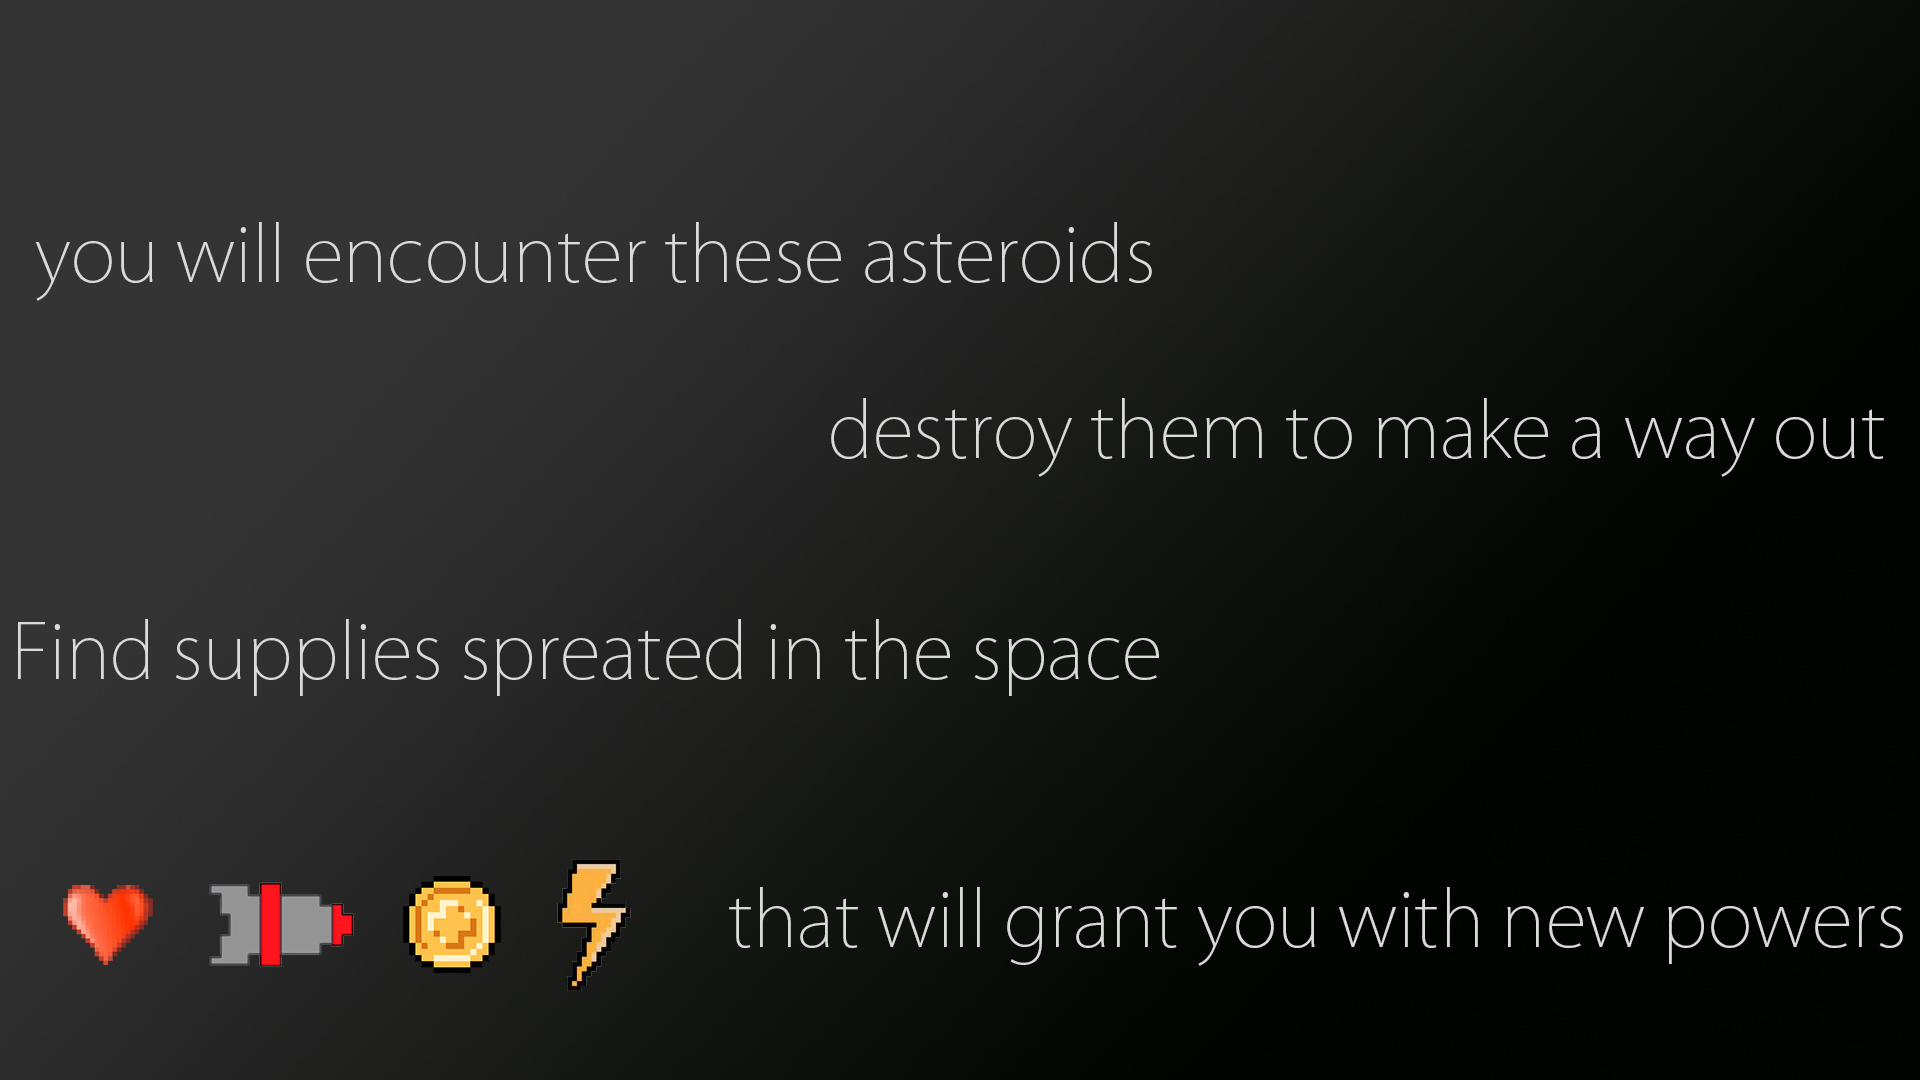 you will encounter these asteroids
destroy them to make a way out
Find supplies spreated in the space
that will grant you with new powers